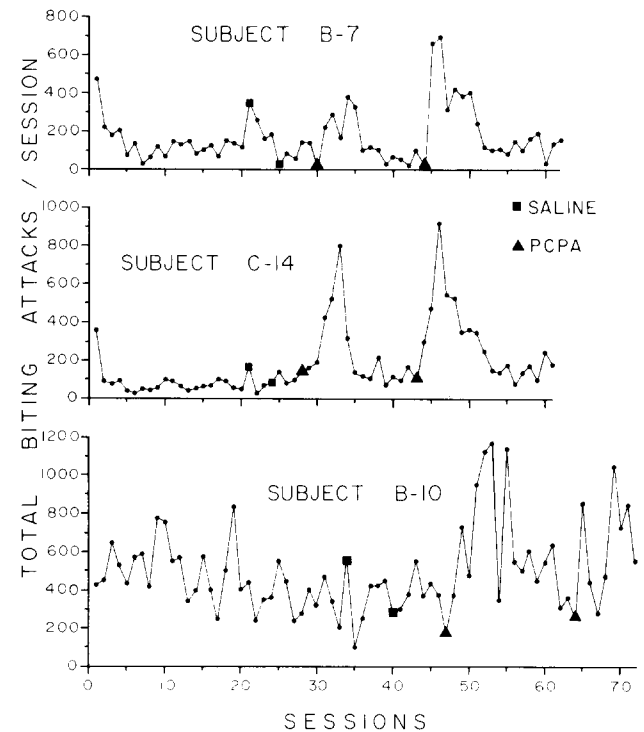 TOTAL BITING ATTACKS / SESSION
SUBJECT B-7
800
600
400
200
0
SUBJECT C-14
■ SALINE
▲ PCPA
1000
800
600
400
200
0
SUBJECT B-10
1200
1000
800
600
400
200
0
0 10 20 30 40 50 60 70
SESSIONS